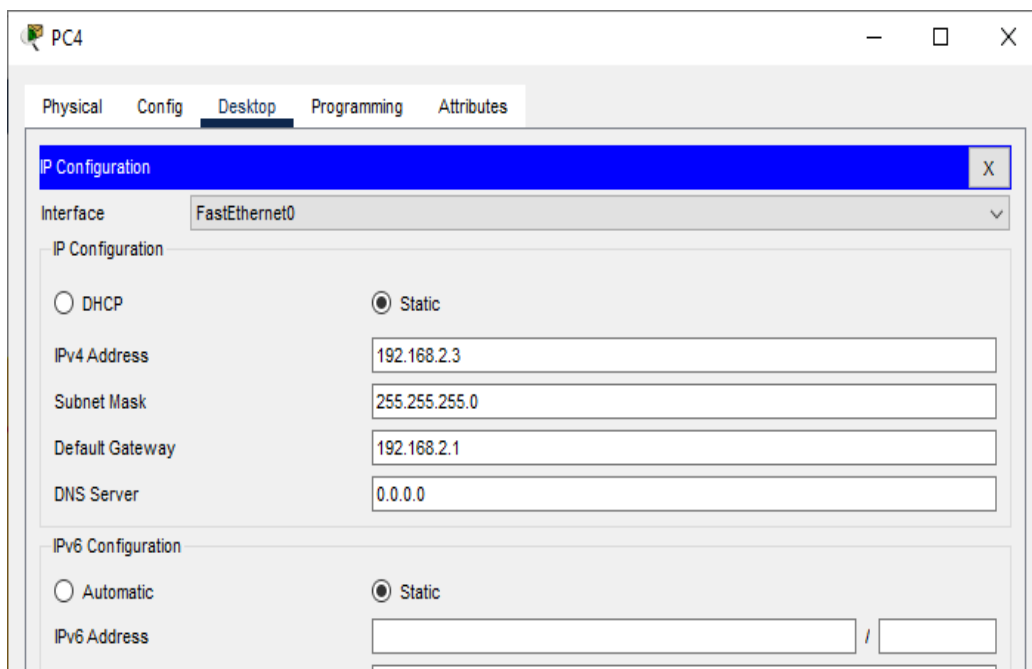 PC4
Physical Config Desktop Programming Attributes
IP Configuration X
Interface FastEthernet0
IP Configuration
DHCP Static
IPv4 Address 192.168.2.3
Subnet Mask 255.255.255.0
Default Gateway 192.168.2.1
DNS Server 0.0.0.0
IPv6 Configuration
Automatic Static
IPv6 Address /